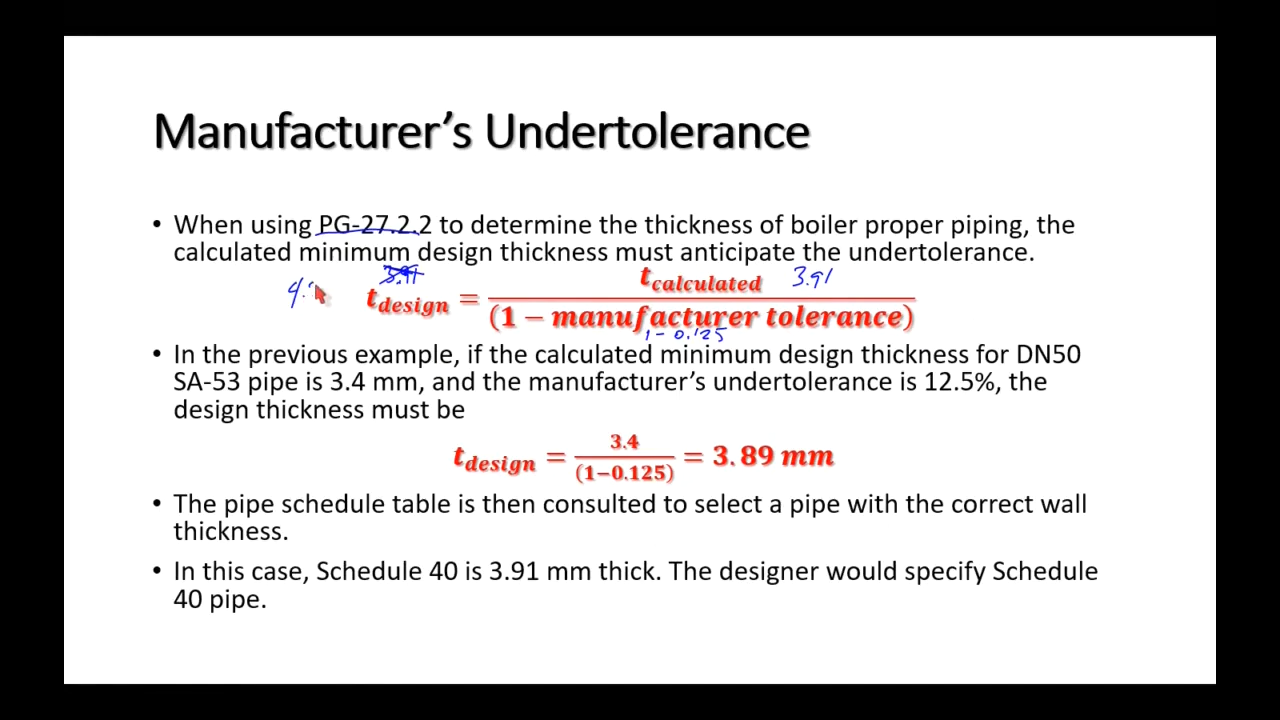 Manufacturer’s Undertolerance
• When using PG-27.2.2 to determine the thickness of boiler proper piping, the
calculated minimum design thickness must anticipate the undertolerance.
3.91
4.
t_design = t_calculated / (1 − manufacturer tolerance)
3.91
1 - 0.125
• In the previous example, if the calculated minimum design thickness for DN50
SA-53 pipe is 3.4 mm, and the manufacturer’s undertolerance is 12.5%, the
design thickness must be
t_design = 3.4 / (1−0.125) = 3.89 mm
• The pipe schedule table is then consulted to select a pipe with the correct wall
thickness.
• In this case, Schedule 40 is 3.91 mm thick. The designer would specify Schedule
40 pipe.